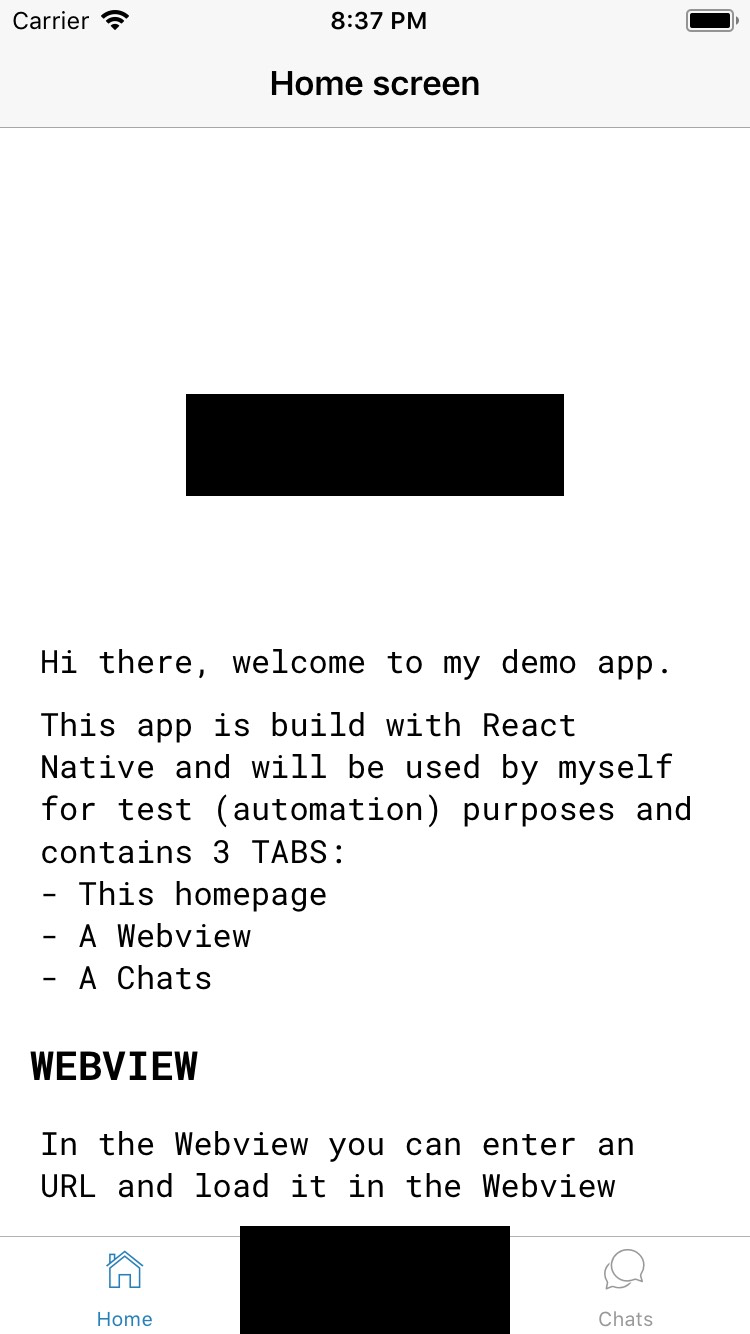 Carrier 8:37 PM
Home screen
Hi there, welcome to my demo app.
This app is build with React
Native and will be used by myself
for test (automation) purposes and
contains 3 TABS:
- This homepage
- A Webview
- A Chats
WEBVIEW
In the Webview you can enter an
URL and load it in the Webview
Home Chats